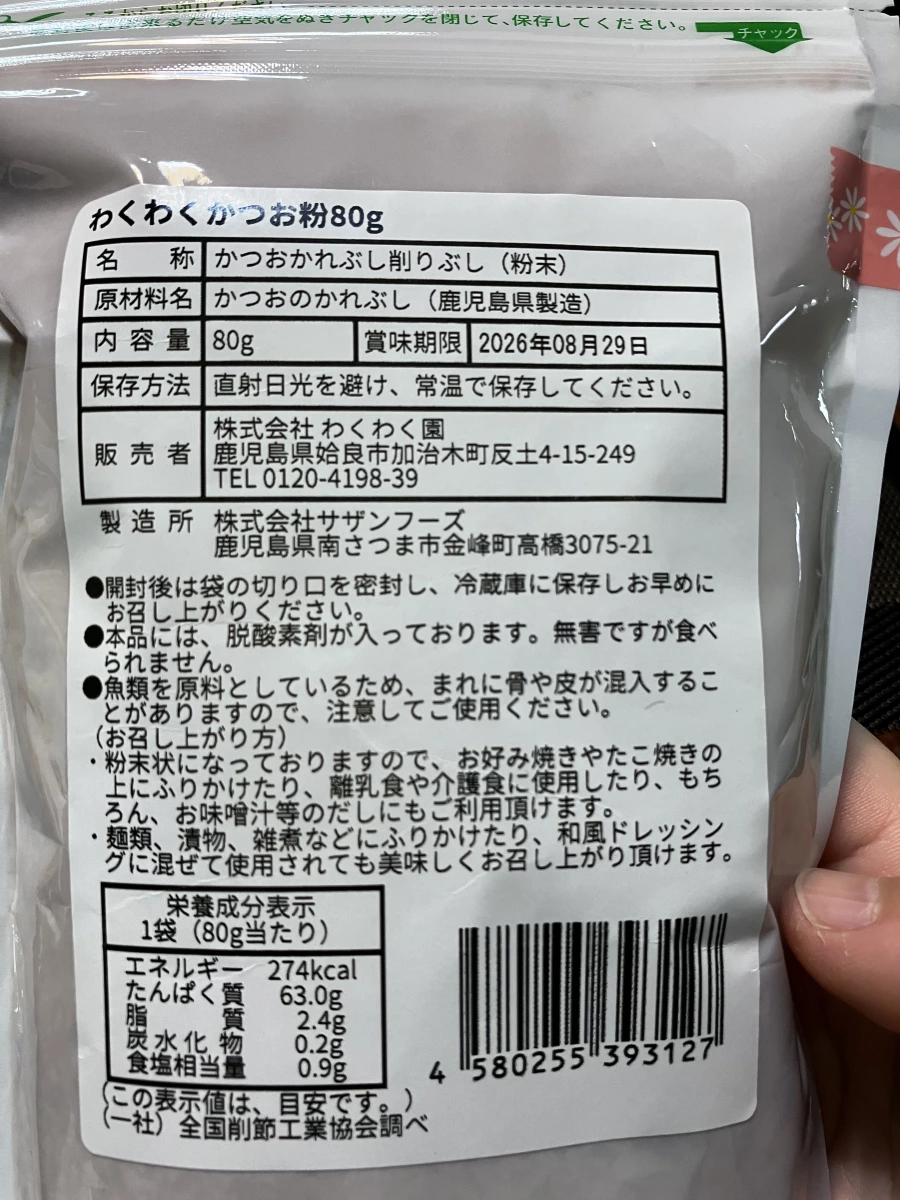 空気をぬきチャックを閉じて、保存してください。
チャック
わくわくかつお粉80g
名 称 かつおかれぶし削りぶし（粉末）
原材料名 かつおのかれぶし（鹿児島県製造）
内容量 80g 賞味期限 2026年08月29日
保存方法 直射日光を避け、常温で保存してください。
販売者 株式会社 わくわく園
鹿児島県姶良市加治木町反土4-15-249
TEL 0120-4198-39
製造所 株式会社サザンフーズ
鹿児島県南さつま市金峰町高橋3075-21
●開封後は袋の切り口を密封し、冷蔵庫に保存しお早めに
お召し上がりください。
●本品には、脱酸素剤が入っております。無害ですが食べ
られません。
●魚類を原料としているため、まれに骨や皮が混入するこ
とがありますので、注意してご使用ください。
（お召し上がり方）
・粉末状になっておりますので、お好み焼きやたこ焼きの
上にふりかけたり、離乳食や介護食に使用したり、もち
ろん、お味噌汁等のだしにもご利用頂けます。
・麺類、漬物、雑煮などにふりかけたり、和風ドレッシン
グに混ぜて使用されても美味しくお召し上がり頂けます。
栄養成分表示
1袋（80g当たり）
エネルギー 274kcal
たんぱく質 63.0g
脂質 2.4g
炭水化物 0.2g
食塩相当量 0.9g
（この表示値は、目安です。）
（一社）全国削節工業協会調べ
4 580255 393127